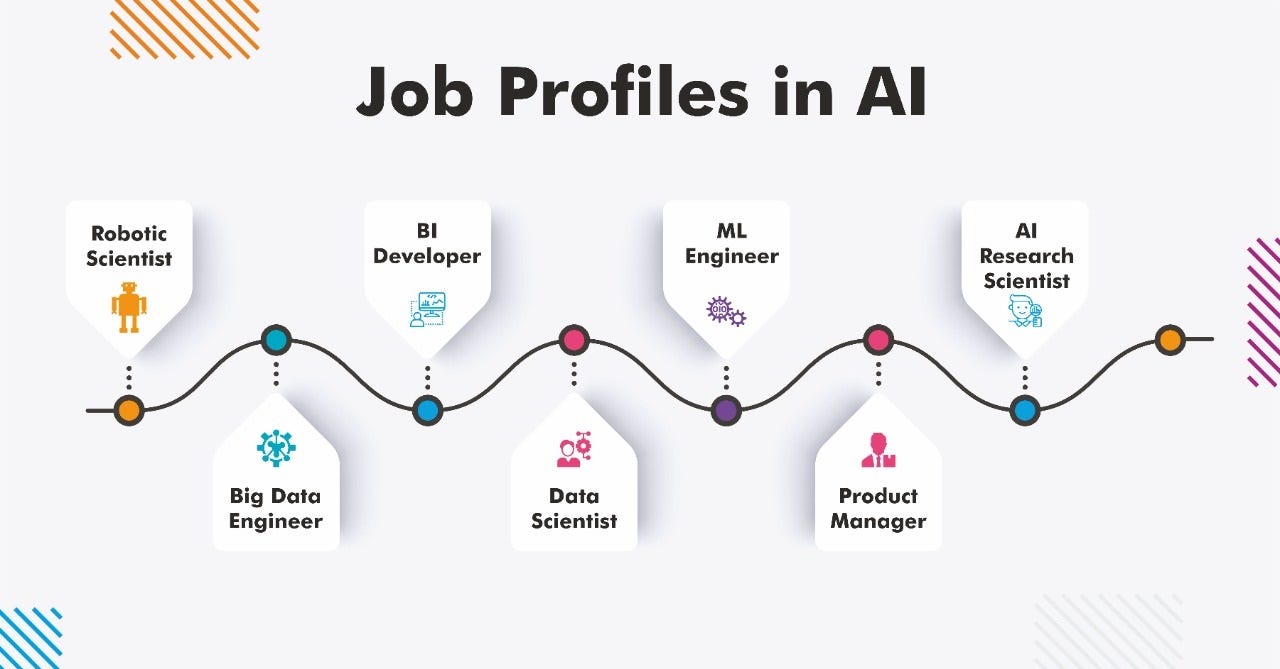 Job Profiles in AI
Robotic
Scientist
Big Data
Engineer
BI
Developer
Data
Scientist
ML
Engineer
Product
Manager
AI
Research
Scientist